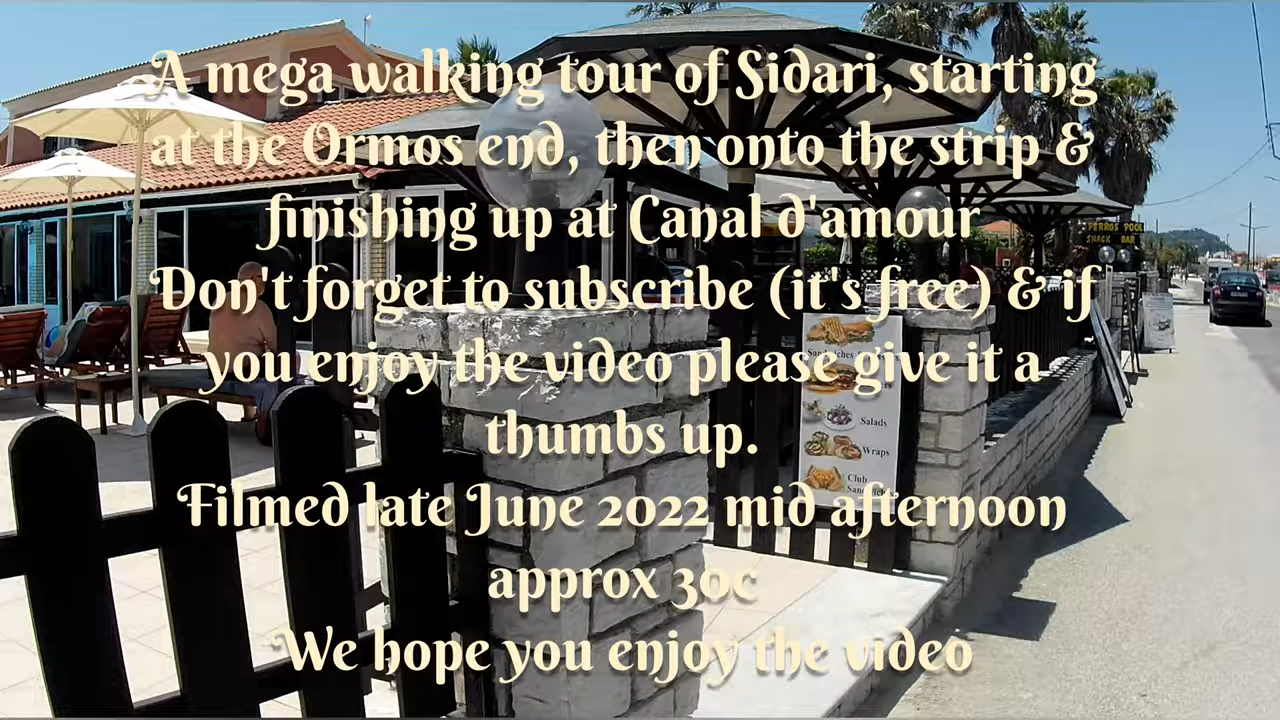 A mega walking tour of Sidari, starting
at the Ormos end, then onto the strip &
finishing up at Canal d'amour
Don't forget to subscribe (it's free) & if
you enjoy the video please give it a
thumbs up.
Filmed late June 2022 mid afternoon
approx 30c
We hope you enjoy the video
FERROS POOL
SNACK BAR
Salads
Wraps
Club